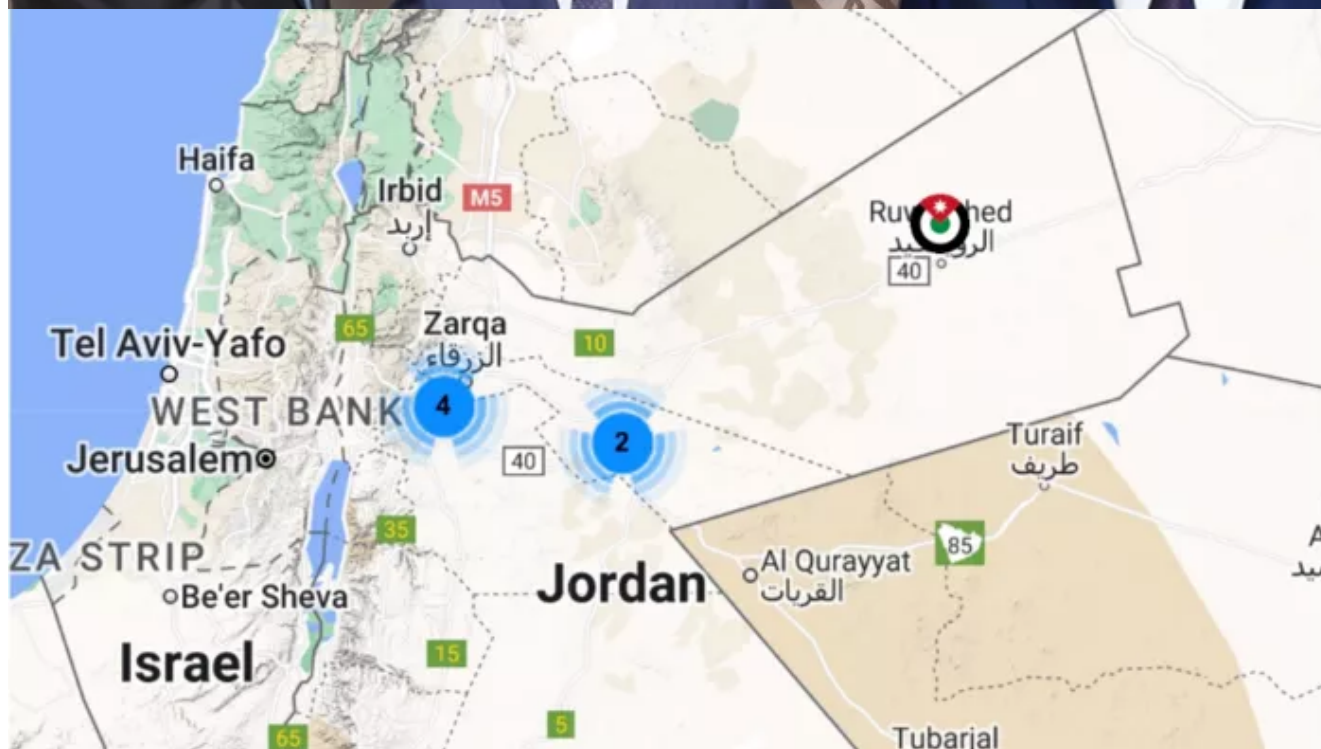 Haifa
Irbid
إربد
M5
40
Tel Aviv-Yafo
65
Zarqa
الزرقاء
10
WEST BANK
4
2
Jerusalem
40
Turaif
طريف
35
85
ZA STRIP
Jordan
Al Qurayyat
القريات
Be'er Sheva
Israel
15
65
5
Tubarjal